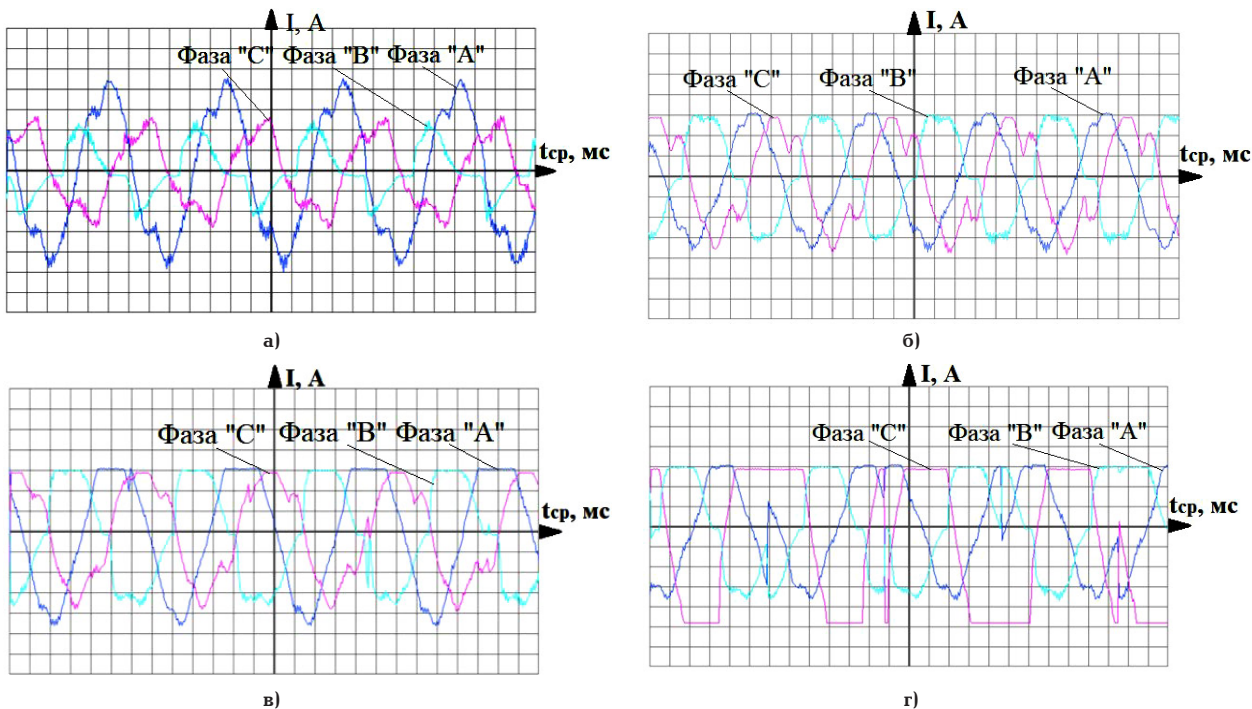 I, А
Фаза "С" Фаза "В" Фаза "А"
tср, мс
а)
I, А
Фаза "С" Фаза "В" Фаза "А"
tср, мс
б)
I, А
Фаза "С" Фаза "В" Фаза "А"
tср, мс
в)
I, А
Фаза "С" Фаза "В" Фаза "А"
tср, мс
г)